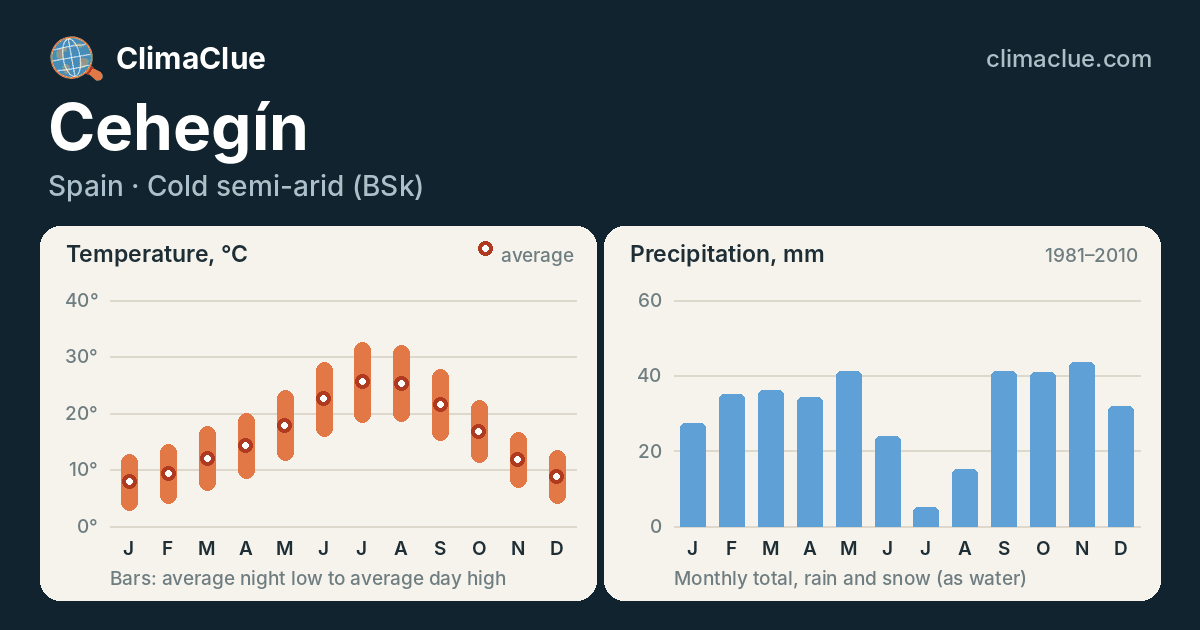 ClimaClue
climaclue.com
Cehegín
Spain · Cold semi-arid (BSk)
Temperature, °C
average
40°
30°
20°
10°
0°
J F M A M J J A S O N D
Bars: average night low to average day high
Precipitation, mm
1981–2010
60
40
20
0
J F M A M J J A S O N D
Monthly total, rain and snow (as water)